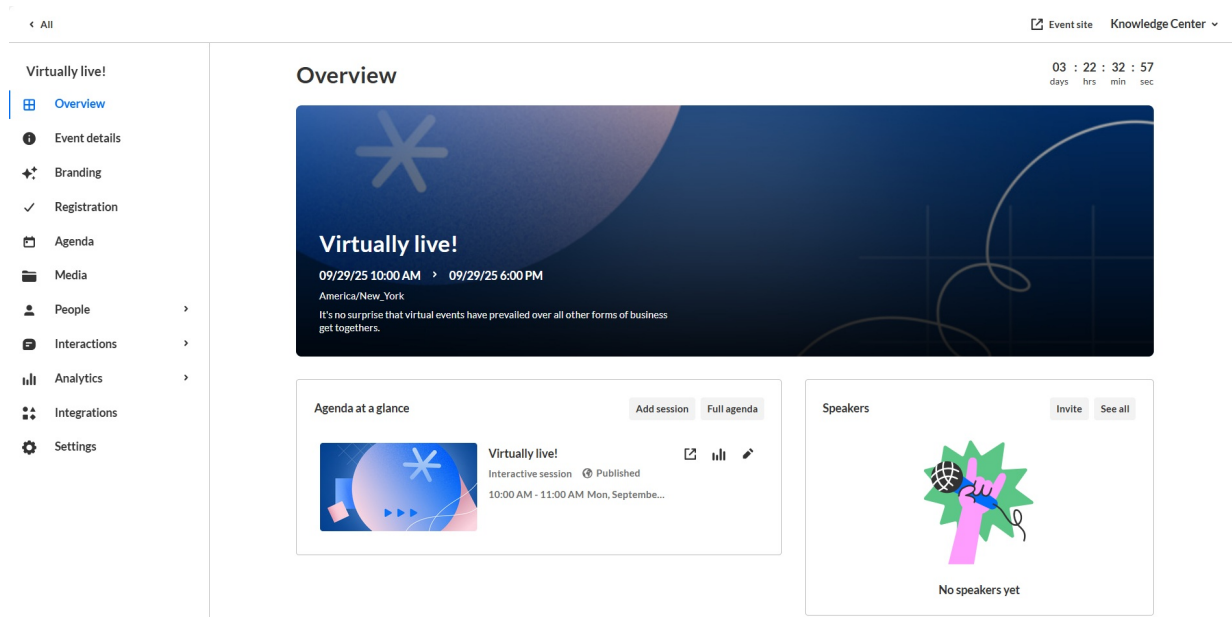 All
Event site
Knowledge Center
Virtually live!
Overview
Event details
Branding
Registration
Agenda
Media
People
Interactions
Analytics
Integrations
Settings
Overview
03 : 22 : 32 : 57
days hrs min sec
Virtually live!
09/29/25 10:00 AM > 09/29/25 6:00 PM
America/New_York
It's no surprise that virtual events have prevailed over all other forms of business
get togethers.
Agenda at a glance
Add session
Full agenda
Virtually live!
Interactive session Published
10:00 AM - 11:00 AM Mon, Septembe...
Speakers
Invite
See all
No speakers yet